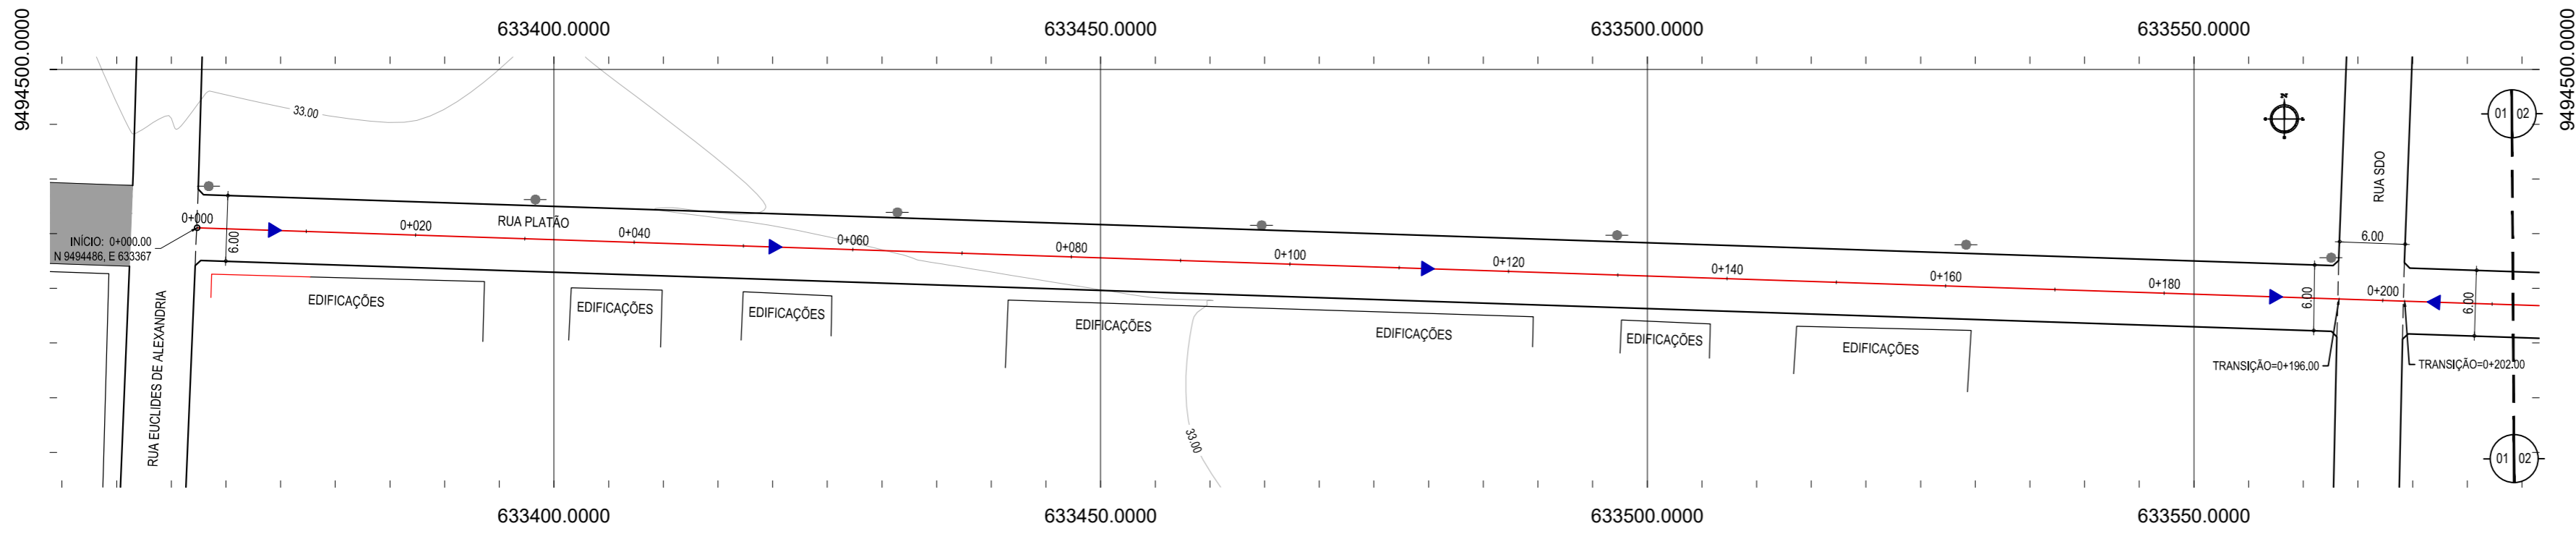 633400.0000
633450.0000
633500.0000
633550.0000
9494500.0000
9494500.0000
33.00
N
01 02
RUA SDO
0+000
0+020
RUA PLATÃO
0+040
0+060
0+080
0+100
0+120
0+140
0+160
0+180
0+200
6.00
6.00
6.00
6.00
INÍCIO: 0+000.00
N 9494486, E 633367
RUA EUCLIDES DE ALEXANDRIA
EDIFICAÇÕES
EDIFICAÇÕES
EDIFICAÇÕES
EDIFICAÇÕES
EDIFICAÇÕES
EDIFICAÇÕES
EDIFICAÇÕES
TRANSIÇÃO=0+196.00
TRANSIÇÃO=0+202.00
33.00
01 02
633400.0000
633450.0000
633500.0000
633550.0000